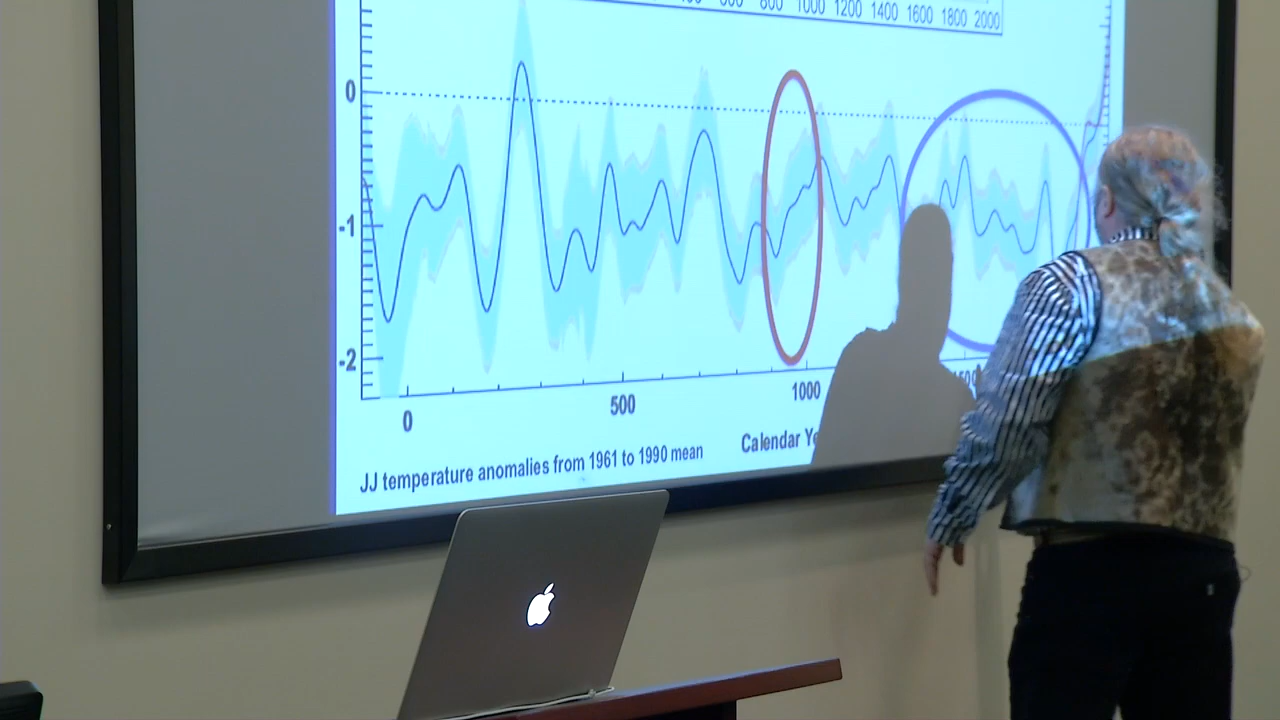 800 1000 1200 1400 1600 1800 2000
0
-1
-2
0 500 1000
Calendar
JJ temperature anomalies from 1961 to 1990 mean